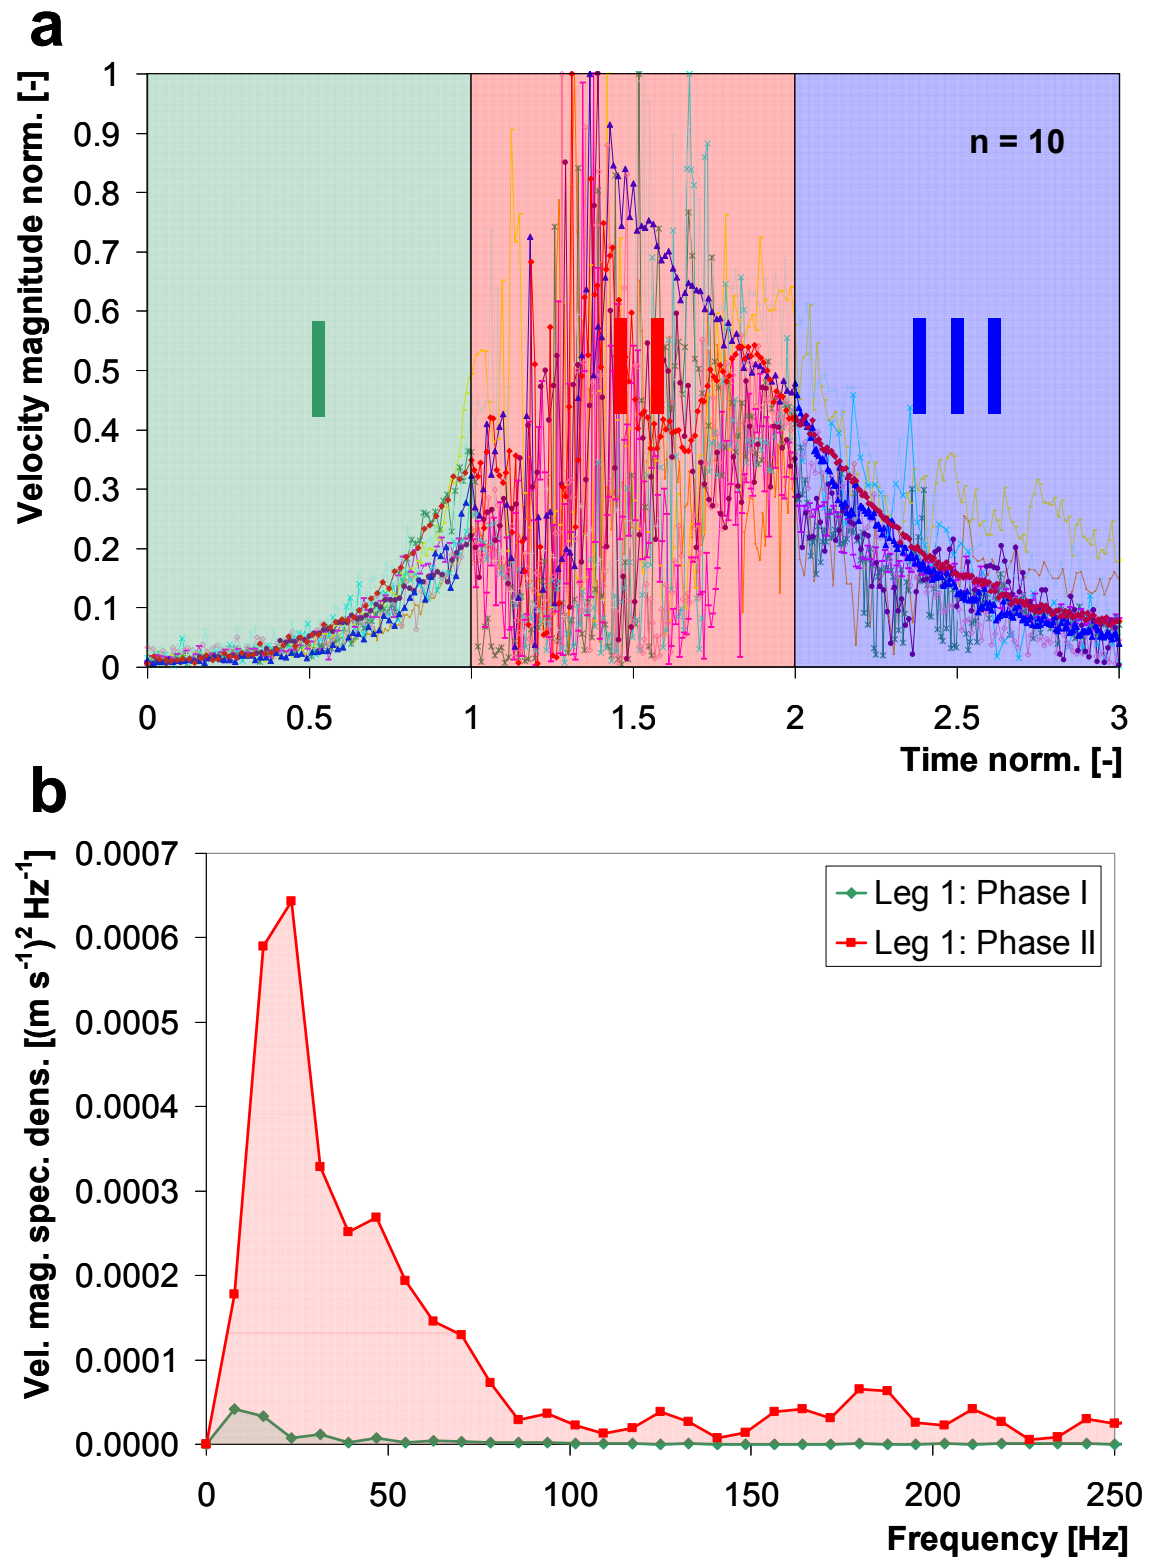 a
Velocity magnitude norm. [-]
1
0.9
0.8
0.7
0.6
0.5
0.4
0.3
0.2
0.1
0
n = 10
I
II
III
0 0.5 1 1.5 2 2.5 3
Time norm. [-]
b
Vel. mag. spec. dens. [(m s⁻¹)² Hz⁻¹]
0.0007
0.0006
0.0005
0.0004
0.0003
0.0002
0.0001
0.0000
Leg 1: Phase I
Leg 1: Phase II
0 50 100 150 200 250
Frequency [Hz]